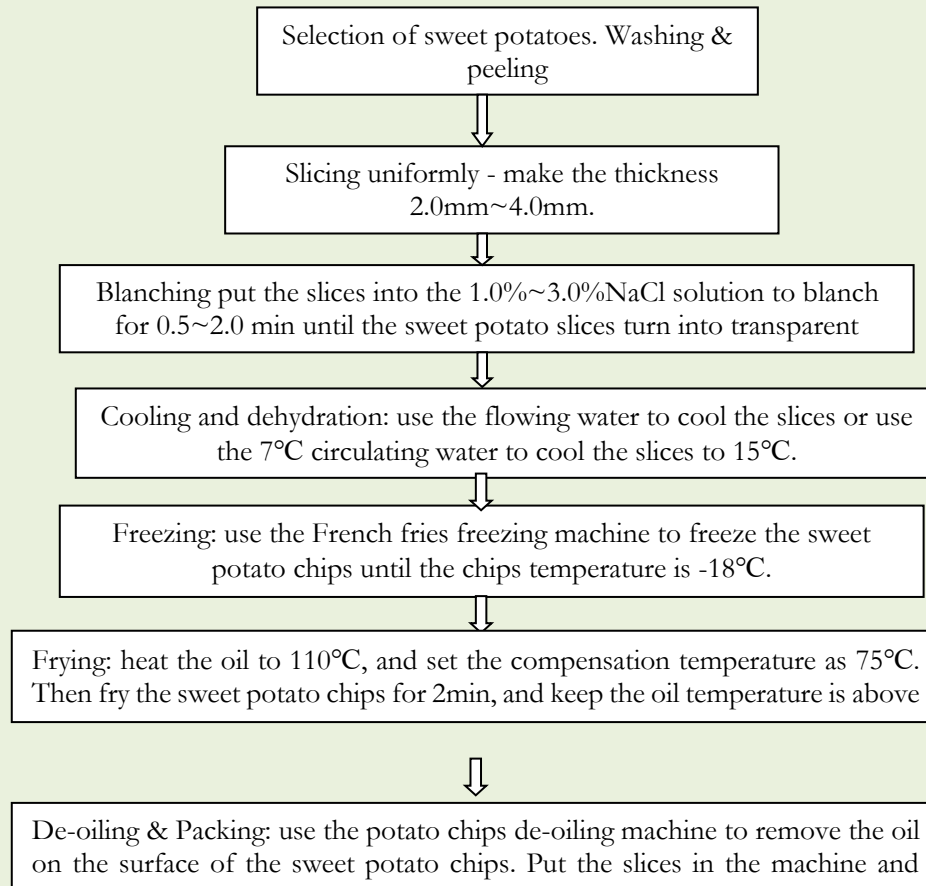 Selection of sweet potatoes. Washing &
peeling
Slicing uniformly - make the thickness
2.0mm~4.0mm.
Blanching put the slices into the 1.0%~3.0%NaCl solution to blanch
for 0.5~2.0 min until the sweet potato slices turn into transparent
Cooling and dehydration: use the flowing water to cool the slices or use
the 7℃ circulating water to cool the slices to 15℃.
Freezing: use the French fries freezing machine to freeze the sweet
potato chips until the chips temperature is -18℃.
Frying: heat the oil to 110℃, and set the compensation temperature as 75℃.
Then fry the sweet potato chips for 2min, and keep the oil temperature is above
De-oiling & Packing: use the potato chips de-oiling machine to remove the oil
on the surface of the sweet potato chips. Put the slices in the machine and